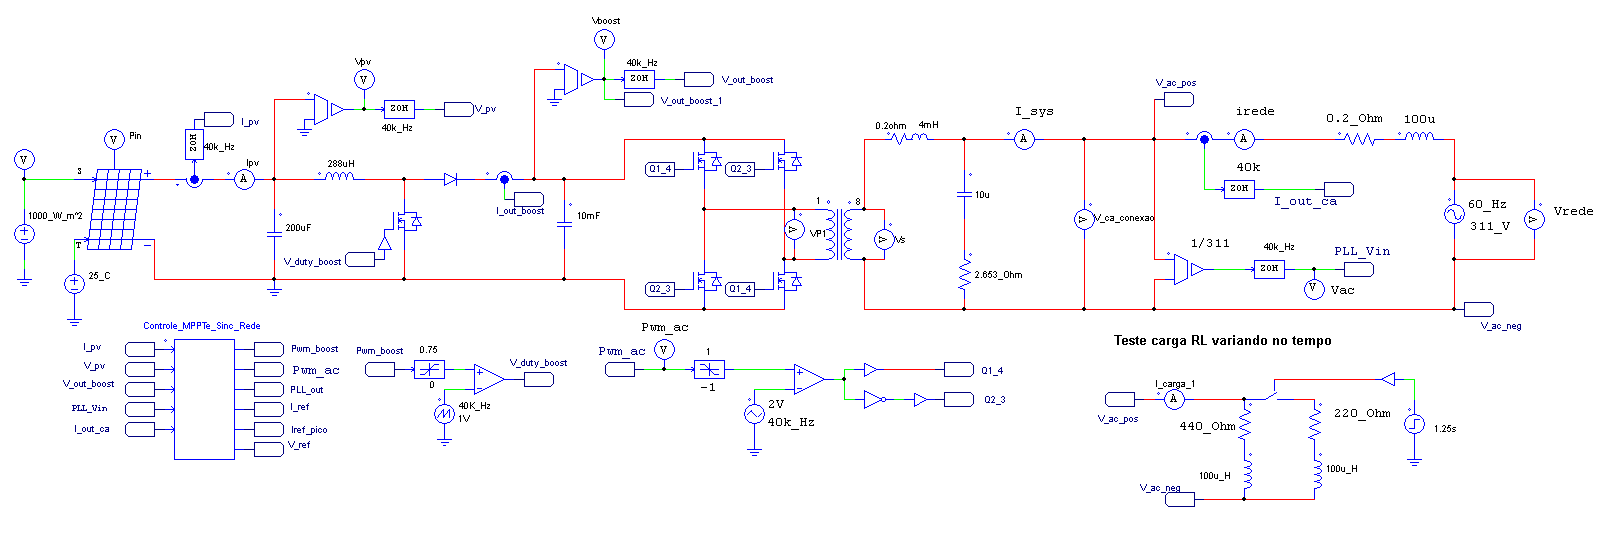 Vboost
V
Vpv
V
40k_Hz
ZOH
V_out_boost
V_out_boost_1
ZOH
V_pv
40k_Hz
V_ac_pos
I_pv
ZOH
40k_Hz
Pin
V
V
Ipv
A
288uH
S
+
T
−
1000_W_m^2
25_C
200uF
V_duty_boost
I_out_boost
10mF
Q1_4
Q2_3
Q2_3
Q1_4
1
8
V
VP1
V
Vs
0.2ohm
4mH
I_sys
A
10u
2.653_Ohm
V
V_ca_conexao
irede
A
40k
ZOH
I_out_ca
0.2_Ohm
100u
60_Hz
311_V
V
Vrede
1/311
40k_Hz
ZOH
PLL_Vin
V
Vac
V_ac_neg
Controle_MPPTe_Sinc_Rede
I_pv
V_pv
V_out_boost
PLL_Vin
I_out_ca
Pwm_boost
Pwm_ac
PLL_out
I_ref
Iref_pico
V_ref
Pwm_boost
0.75
0
V_duty_boost
40K_Hz
1V
Pwm_ac
V
Pwm_ac
1
-1
2V
40k_Hz
Q1_4
Q2_3
Teste carga RL variando no tempo
I_carga_1
A
V_ac_pos
440_Ohm
220_Ohm
1.25s
100u_H
100u_H
V_ac_neg